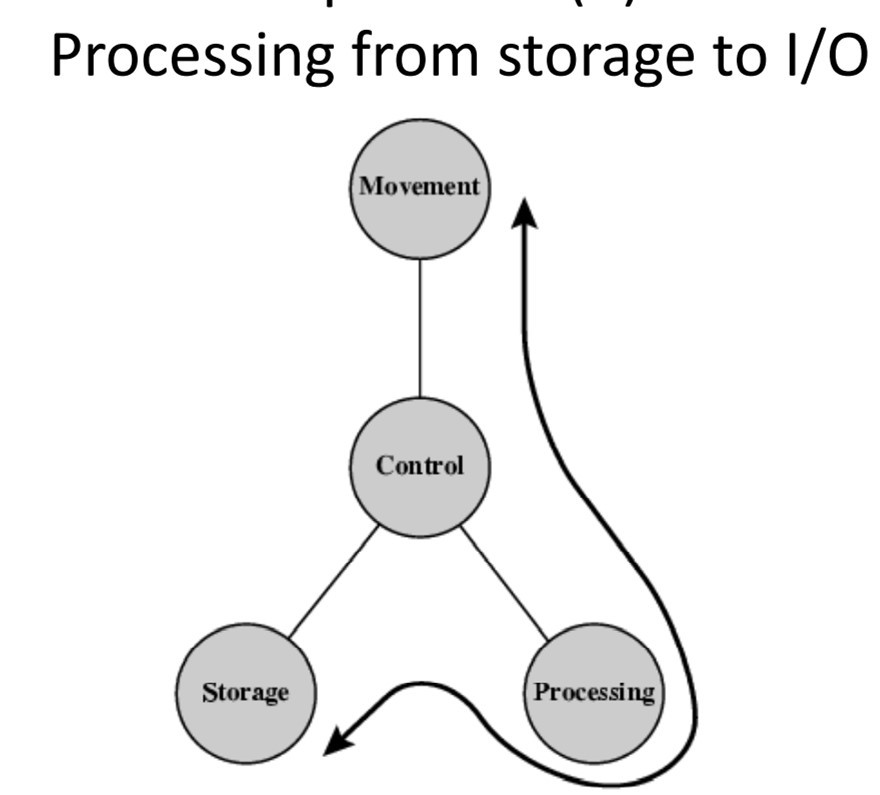 Processing from storage to I/O
Movement
Control
Storage
Processing